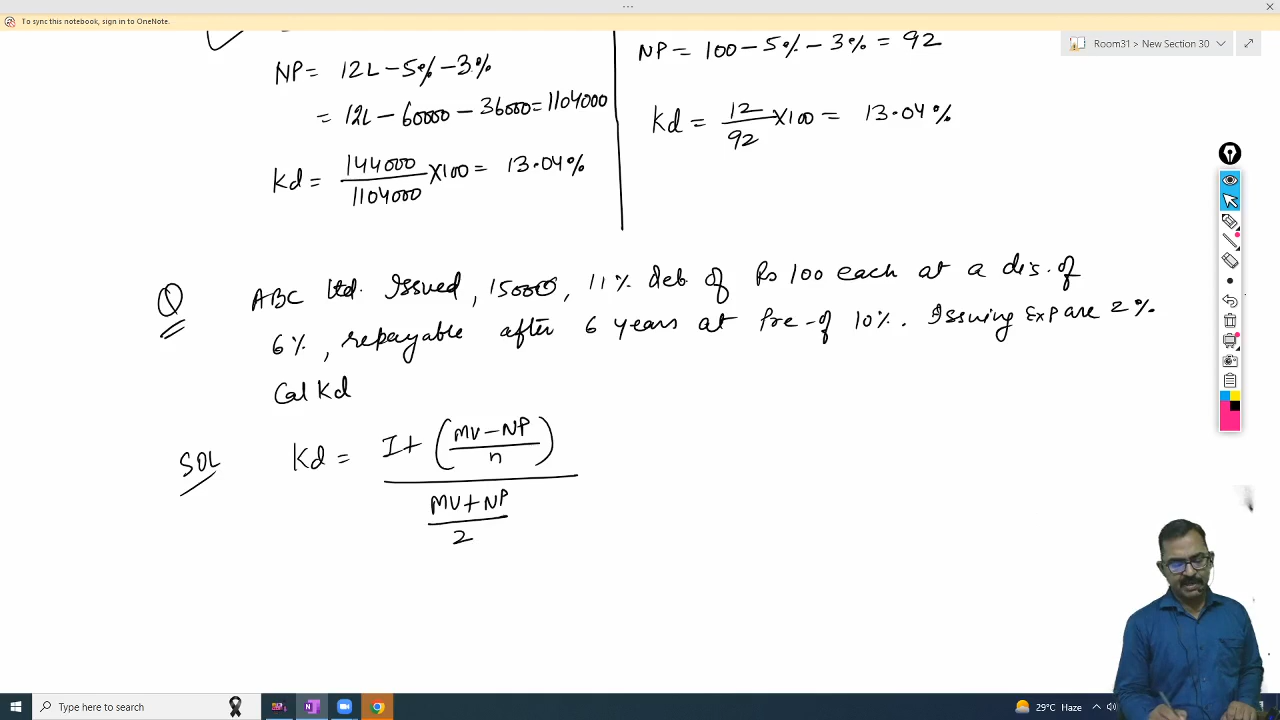 To sync this notebook, sign in to OneNote.
Room31 > New Section 30
NP = 12L - 5% - 3%
= 12L - 60000 - 36000 = 1104000
Kd = 144000 / 1104000 X100 = 13.04%
NP = 100 - 5% - 3% = 92
Kd = 12 / 92 X100 = 13.04%
Q ABC Ltd. Issued, 15000, 11% deb of Rs 100 each at a dis. of
6%, repayable after 6 years at Pre-of 10%. Issuing Exp are 2%.
Cal Kd
SOL Kd = I+ (MV-NP / n)
MV+NP / 2
Type here to search
29°C Haze